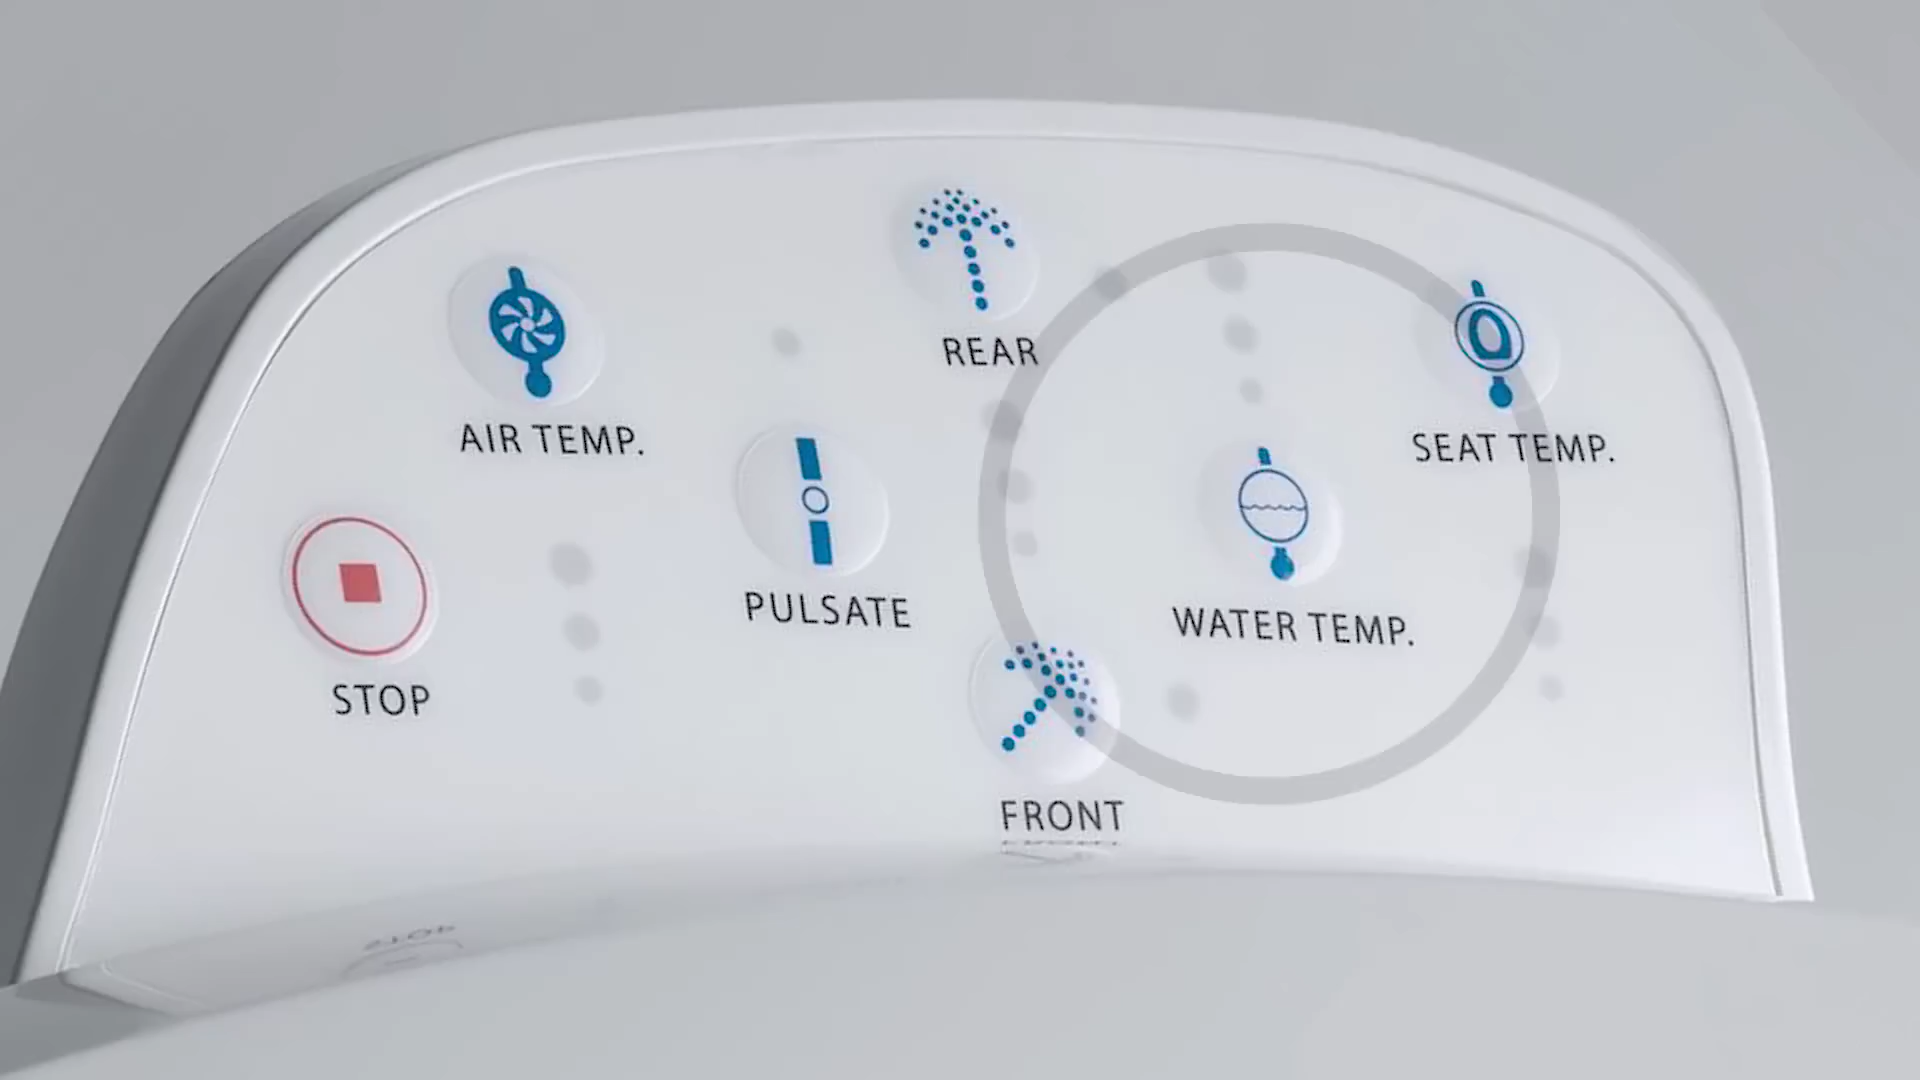 REAR
AIR TEMP.
SEAT TEMP.
PULSATE
WATER TEMP.
STOP
FRONT